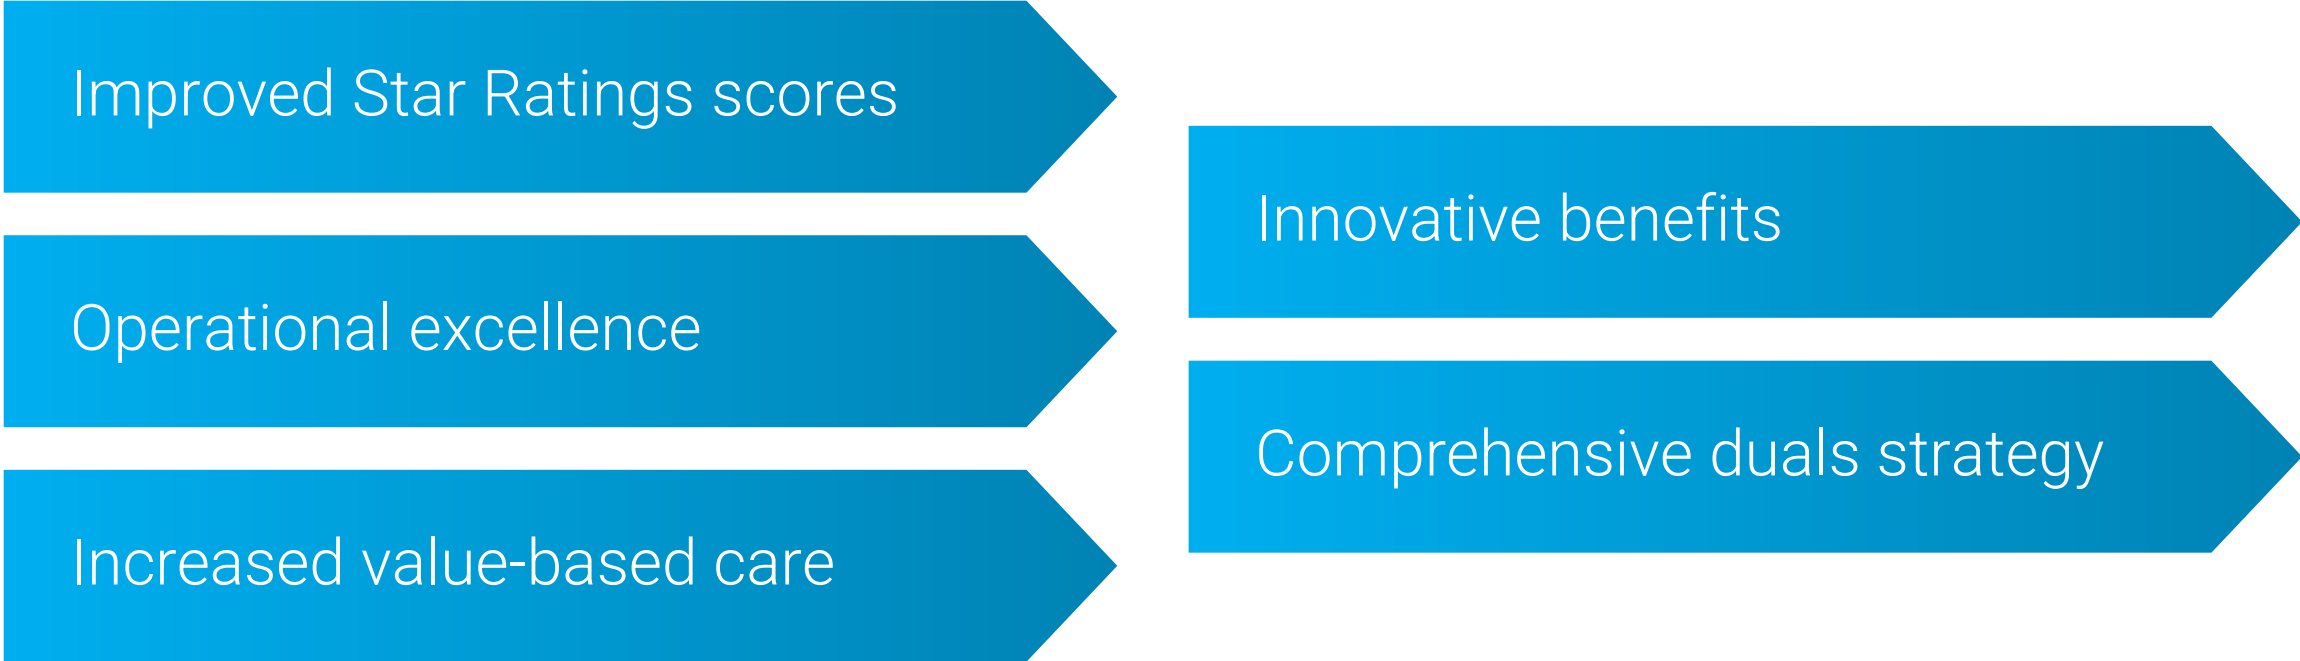 Improved Star Ratings scores
Operational excellence
Increased value-based care
Innovative benefits
Comprehensive duals strategy